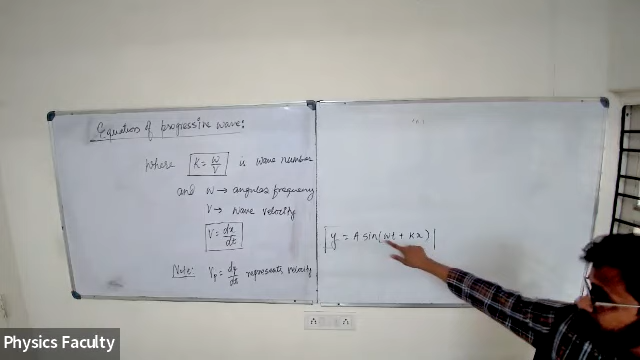 Equation of progressive wave:
Where K = w/v is wave number
and w → angular frequency
V → wave velocity
V = dx/dt
Note: Vp = dy/dt represents velocity
y = A sin(wt + Kx)
Physics Faculty